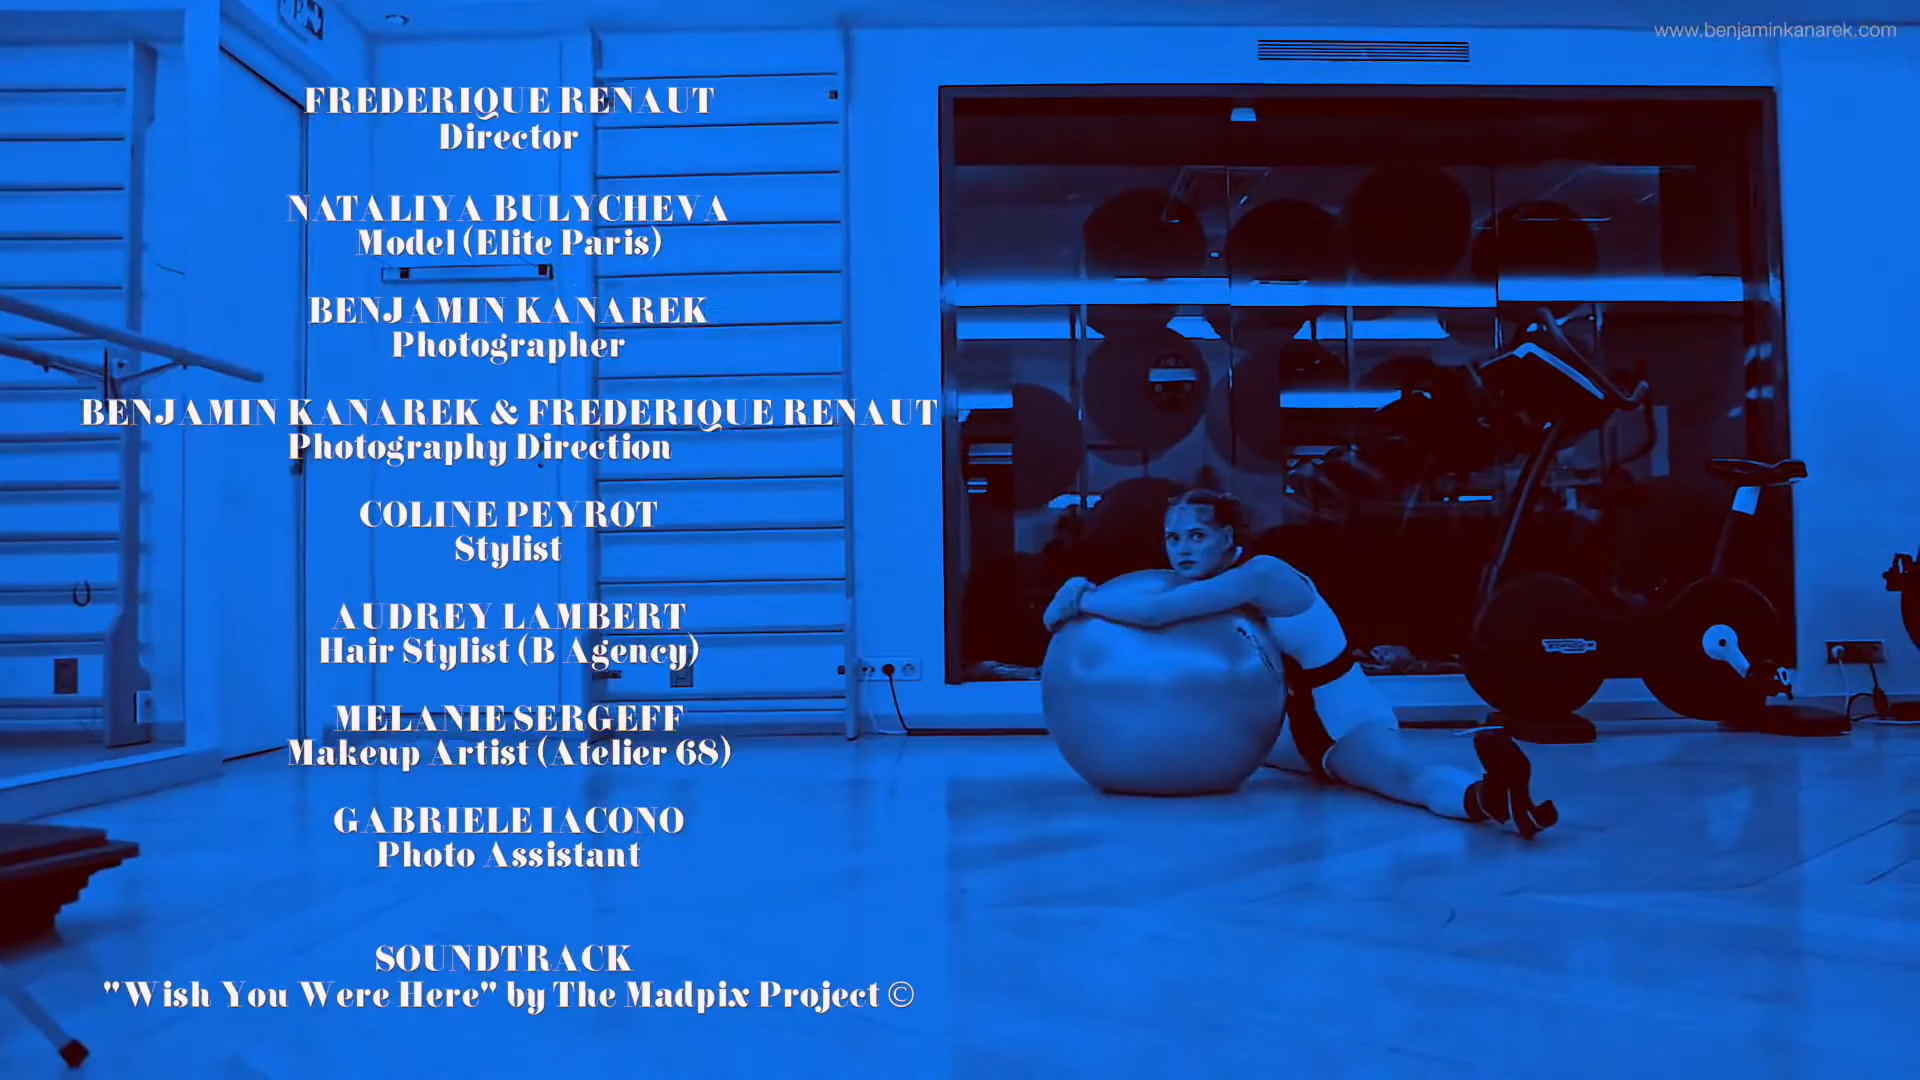 www.benjaminkanarek.com
FREDERIQUE RENAUT
Director
NATALIYA BULYCHEVA
Model (Elite Paris)
BENJAMIN KANAREK
Photographer
BENJAMIN KANAREK & FREDERIQUE RENAUT
Photography Direction
COLINE PEYROT
Stylist
AUDREY LAMBERT
Hair Stylist (B Agency)
MELANIE SERGEFF
Makeup Artist (Atelier 68)
GABRIELE IACONO
Photo Assistant
SOUNDTRACK
"Wish You Were Here" by The Madpix Project ©